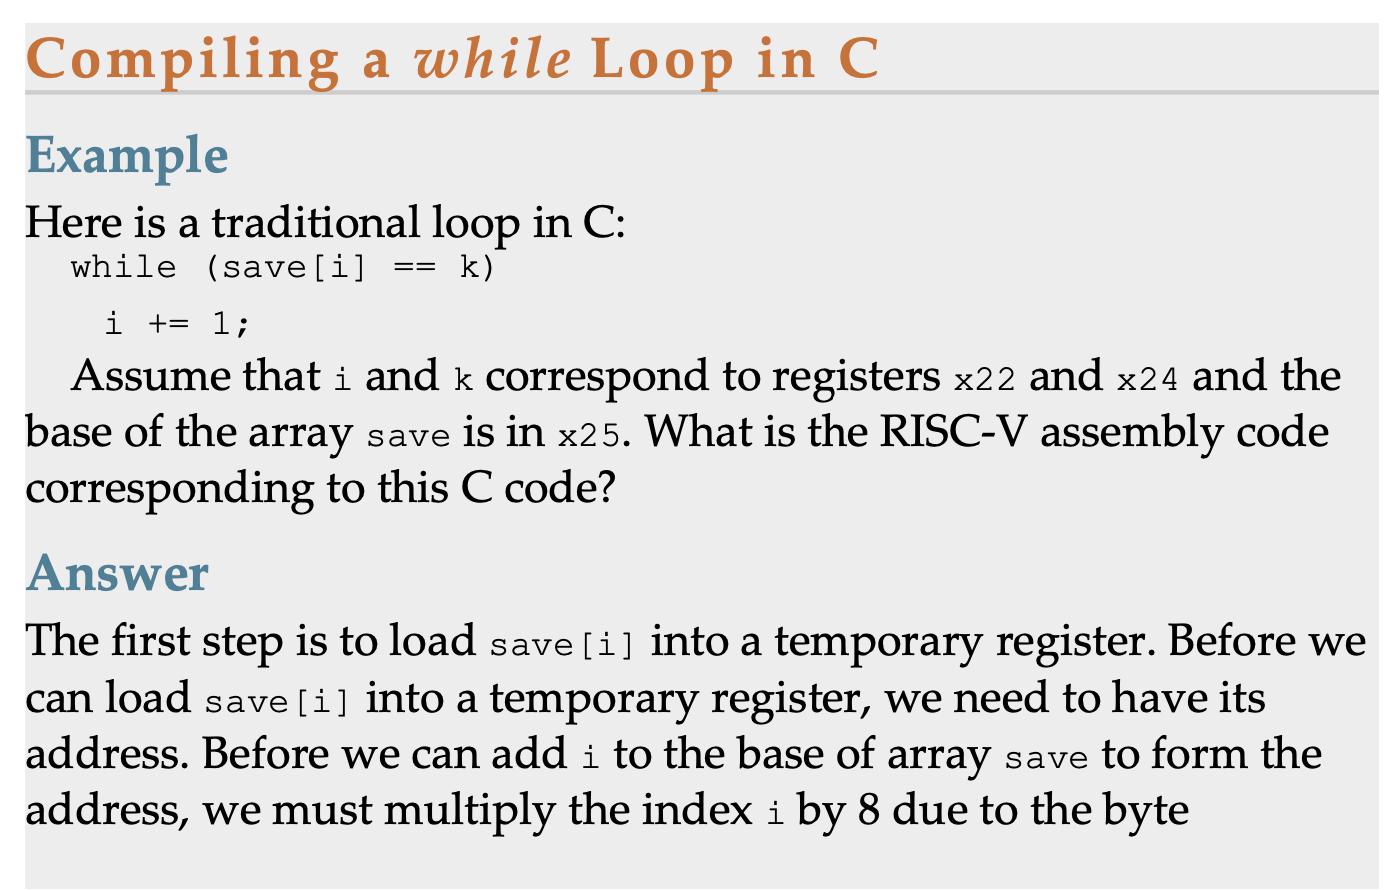 Compiling a while Loop in C
Example
Here is a traditional loop in C:
while (save[i] == k)
i += 1;
Assume that i and k correspond to registers x22 and x24 and the
base of the array save is in x25. What is the RISC-V assembly code
corresponding to this C code?
Answer
The first step is to load save[i] into a temporary register. Before we
can load save[i] into a temporary register, we need to have its
address. Before we can add i to the base of array save to form the
address, we must multiply the index i by 8 due to the byte